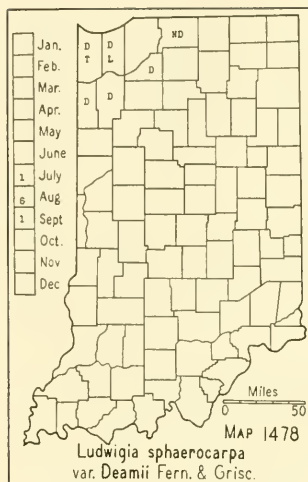 Jan.
Feb.
Mar.
Apr.
May
June
1 July
6 Aug
1 Sept
Oct.
Nov
Dec
ND
D D
T L
D
D D
Miles
0 50
MAP 1478
Ludwigia sphaerocarpa
var. Deamii Fern. & Grisc.